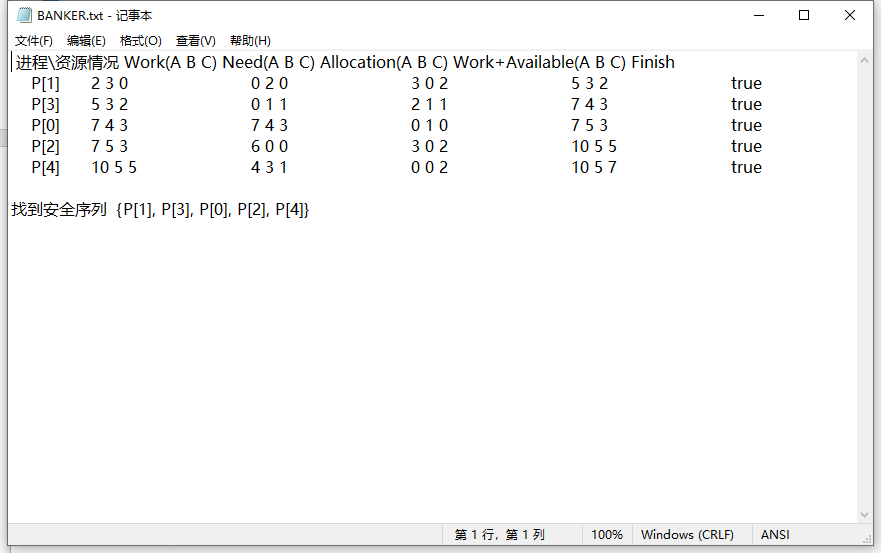 BANKER.txt - 记事本
文件(F) 编辑(E) 格式(O) 查看(V) 帮助(H)
进程\资源情况 Work(A B C) Need(A B C) Allocation(A B C) Work+Available(A B C) Finish
P[1] 2 3 0 0 2 0 3 0 2 5 3 2 true
P[3] 5 3 2 0 1 1 2 1 1 7 4 3 true
P[0] 7 4 3 7 4 3 0 1 0 7 5 3 true
P[2] 7 5 3 6 0 0 3 0 2 10 5 5 true
P[4] 10 5 5 4 3 1 0 0 2 10 5 7 true
找到安全序列 {P[1], P[3], P[0], P[2], P[4]}
第 1 行，第 1 列 100% Windows (CRLF) ANSI